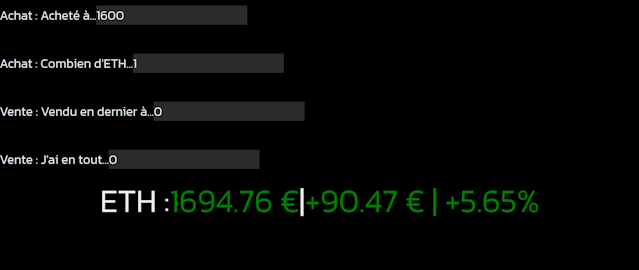 Achat : Acheté à...1600
Achat : Combien d'ETH...1
Vente : Vendu en dernier à...0
Vente : J'ai en tout...0
ETH :1694.76 €|+90.47 € | +5.65%